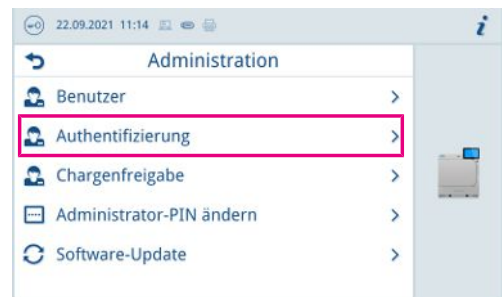 22.09.2021 11:14
i
Administration
Benutzer
Authentifizierung
Chargenfreigabe
Administrator-PIN ändern
Software-Update